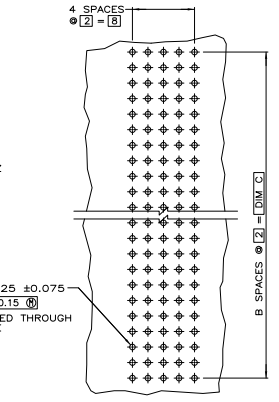 4 SPACES
@ 2 = 8
B SPACES @ 2 = DIM C
25 ±0.075
0.15 Ⓜ
ED THROUGH